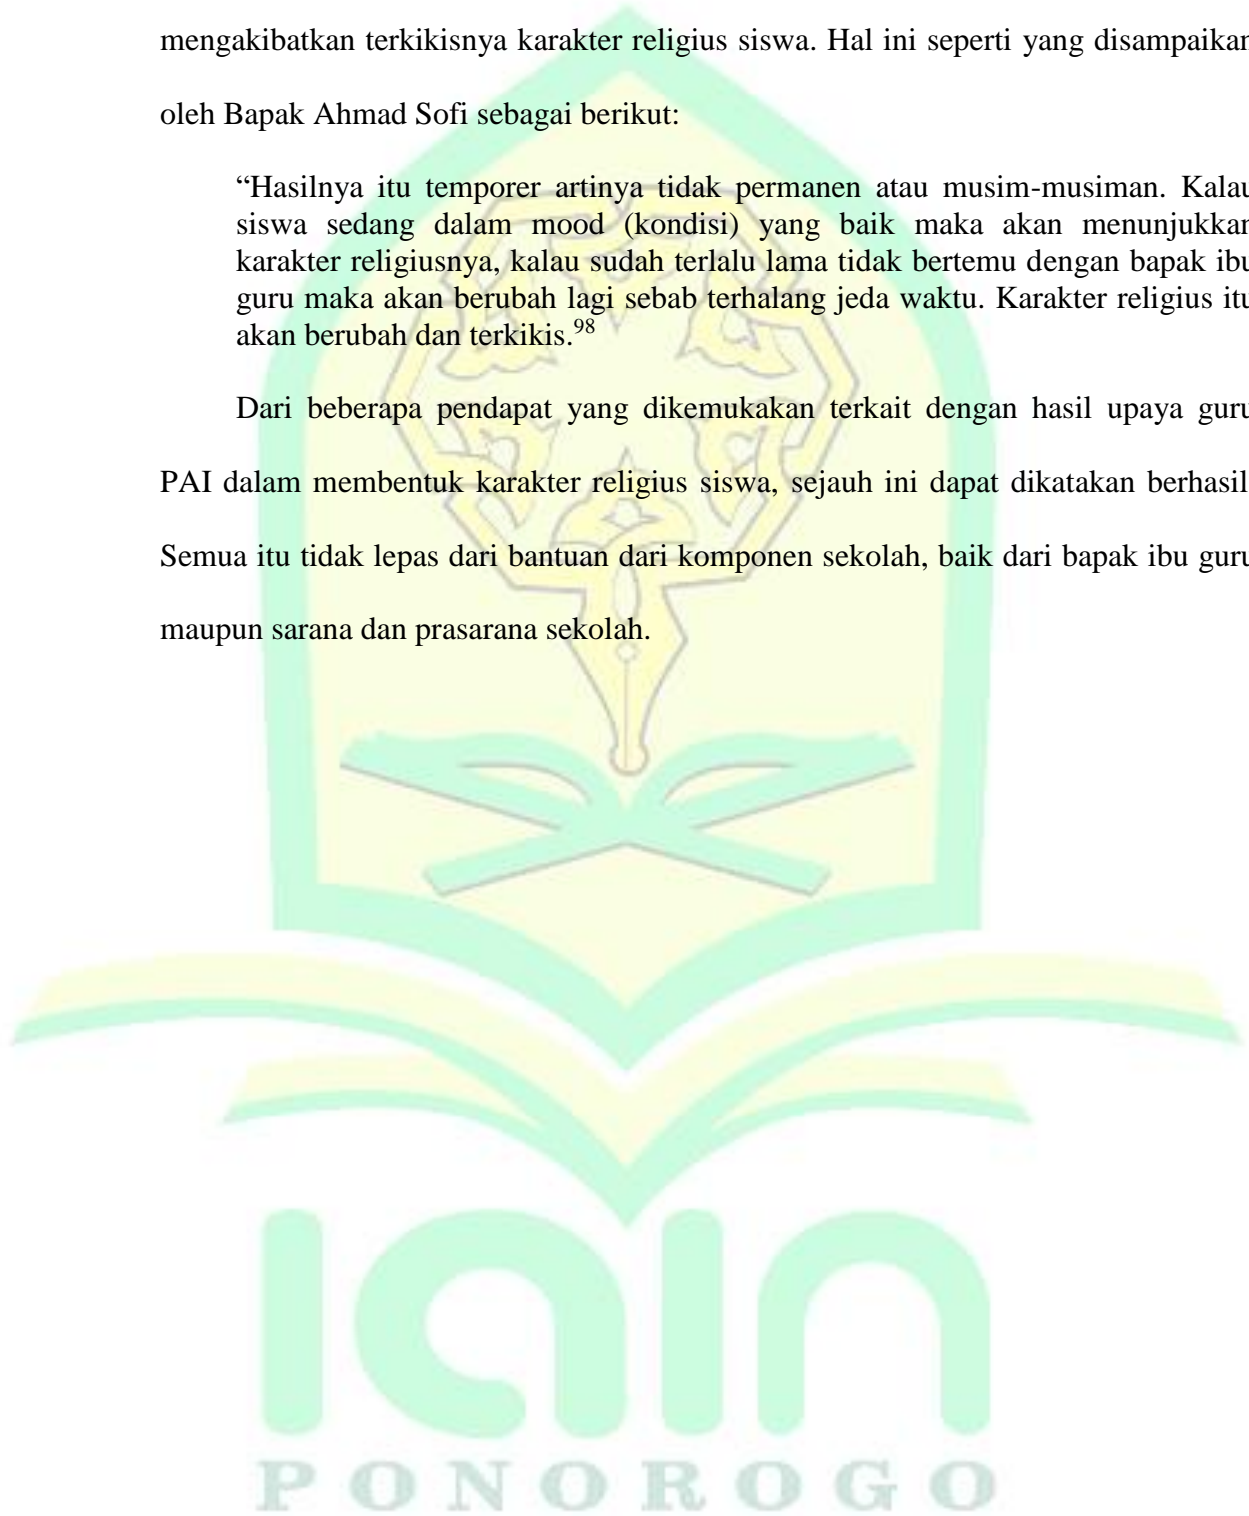 mengakibatkan terkikisnya karakter religius siswa. Hal ini seperti yang disampaikan
oleh Bapak Ahmad Sofi sebagai berikut:
“Hasilnya itu temporer artinya tidak permanen atau musim-musiman. Kalau
siswa sedang dalam mood (kondisi) yang baik maka akan menunjukkan
karakter religiusnya, kalau sudah terlalu lama tidak bertemu dengan bapak ibu
guru maka akan berubah lagi sebab terhalang jeda waktu. Karakter religius itu
akan berubah dan terkikis.98
Dari beberapa pendapat yang dikemukakan terkait dengan hasil upaya guru
PAI dalam membentuk karakter religius siswa, sejauh ini dapat dikatakan berhasil
Semua itu tidak lepas dari bantuan dari komponen sekolah, baik dari bapak ibu guru
maupun sarana dan prasarana sekolah.
iain
PONOROGO